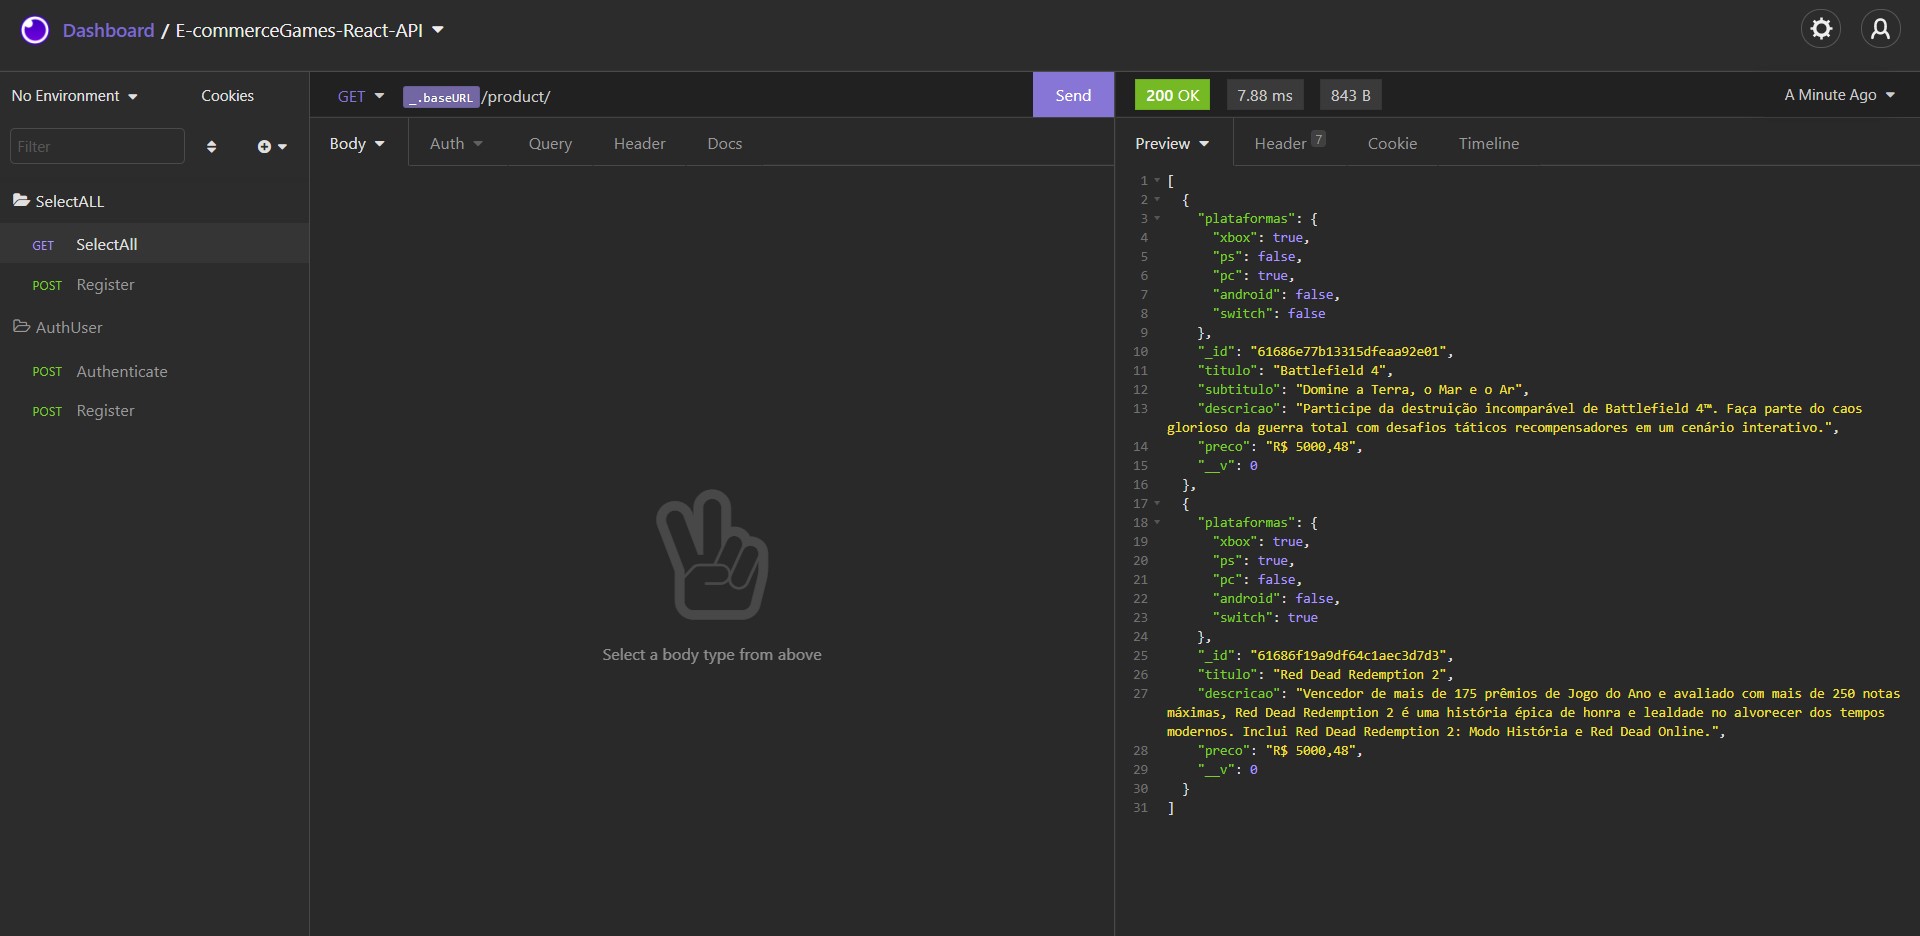 Dashboard / E-commerceGames-React-API
No Environment
Cookies
Filter
SelectALL
GET SelectAll
POST Register
AuthUser
POST Authenticate
POST Register
GET _.baseURL/product/
Send
Body
Auth
Query
Header
Docs
Select a body type from above
200 OK
7.88 ms
843 B
A Minute Ago
Preview
Header 7
Cookie
Timeline
1 [
2 {
3 "plataformas": {
4 "xbox": true,
5 "ps": false,
6 "pc": true,
7 "android": false,
8 "switch": false
9 },
10 "_id": "61686e77b13315dfeaa92e01",
11 "titulo": "Battlefield 4",
12 "subtitulo": "Domine a Terra, o Mar e o Ar",
13 "descricao": "Participe da destruição incomparável de Battlefield 4™. Faça parte do caos
glorioso da guerra total com desafios táticos recompensadores em um cenário interativo.",
14 "preco": "R$ 5000,48",
15 "__v": 0
16 },
17 {
18 "plataformas": {
19 "xbox": true,
20 "ps": true,
21 "pc": false,
22 "android": false,
23 "switch": true
24 },
25 "_id": "61686f19a9df64c1aec3d7d3",
26 "titulo": "Red Dead Redemption 2",
27 "descricao": "Vencedor de mais de 175 prêmios de Jogo do Ano e avaliado com mais de 250 notas
máximas, Red Dead Redemption 2 é uma história épica de honra e lealdade no alvorecer dos tempos
modernos. Inclui Red Dead Redemption 2: Modo História e Red Dead Online.",
28 "preco": "R$ 5000,48",
29 "__v": 0
30 }
31 ]